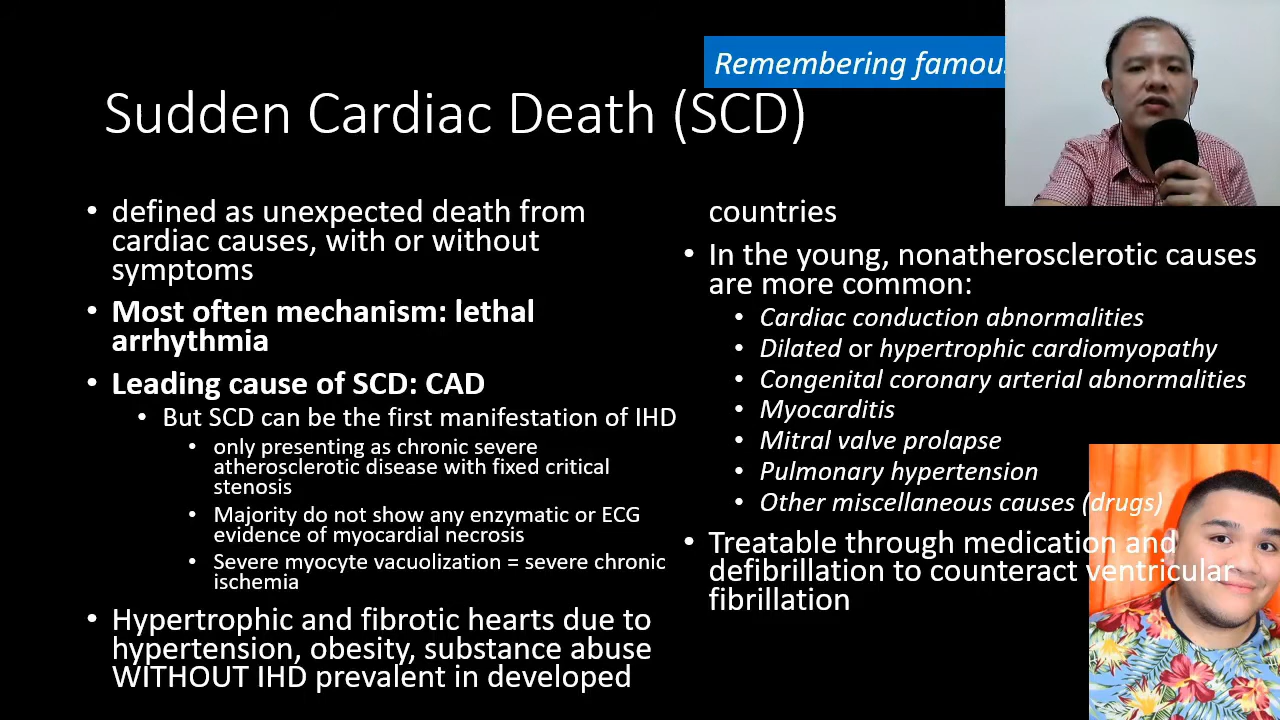 Remembering
Sudden Cardiac Death (SCD)
• defined as unexpected death from
cardiac causes, with or without
symptoms
• Most often mechanism: lethal
arrhythmia
• Leading cause of SCD: CAD
• But SCD can be the first manifestation of IHD
• only presenting as chronic severe
atherosclerotic disease with fixed critical
stenosis
• Majority do not show any enzymatic or ECG
evidence of myocardial necrosis
• Severe myocyte vacuolization = severe chronic
ischemia
• Hypertrophic and fibrotic hearts due to
hypertension, obesity, substance abuse
WITHOUT IHD prevalent in developed
countries
• In the young, nonatherosclerotic causes
are more common:
• Cardiac conduction abnormalities
• Dilated or hypertrophic cardiomyopathy
• Congenital coronary arterial abnormalities
• Myocarditis
• Mitral valve prolapse
• Pulmonary hypertension
• Other miscellaneous causes (drugs)
• Treatable through medication and
defibrillation to counteract ventricular
fibrillation